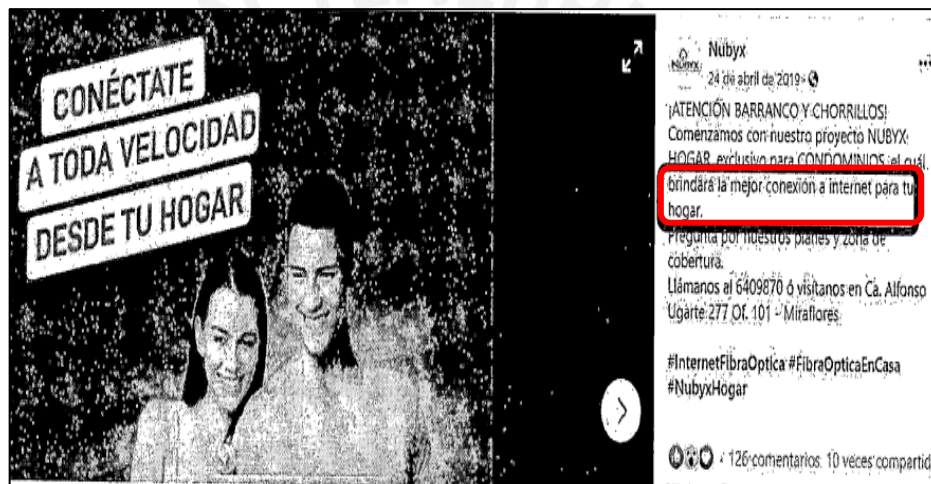 CONÉCTATE
A TODA VELOCIDAD
DESDE TU HOGAR
Nubyx
NUBYX
24 de abril de 2019
¡ATENCIÓN BARRANCO Y CHORRILLOS!
Comenzamos con nuestro proyecto NUBYX
HOGAR, exclusivo para CONDOMINIOS, el cuál
brindará la mejor conexión a internet para tu
hogar.
Pregunta por nuestros planes y zona de
cobertura.
Llámanos al 6409870 ó visítanos en Ca. Alfonso
Ugarte 277 Of. 101 - Miraflores
#InternetFibraOptica #FibraOpticaEnCasa
#NubyxHogar
126 comentarios 10 veces compartid